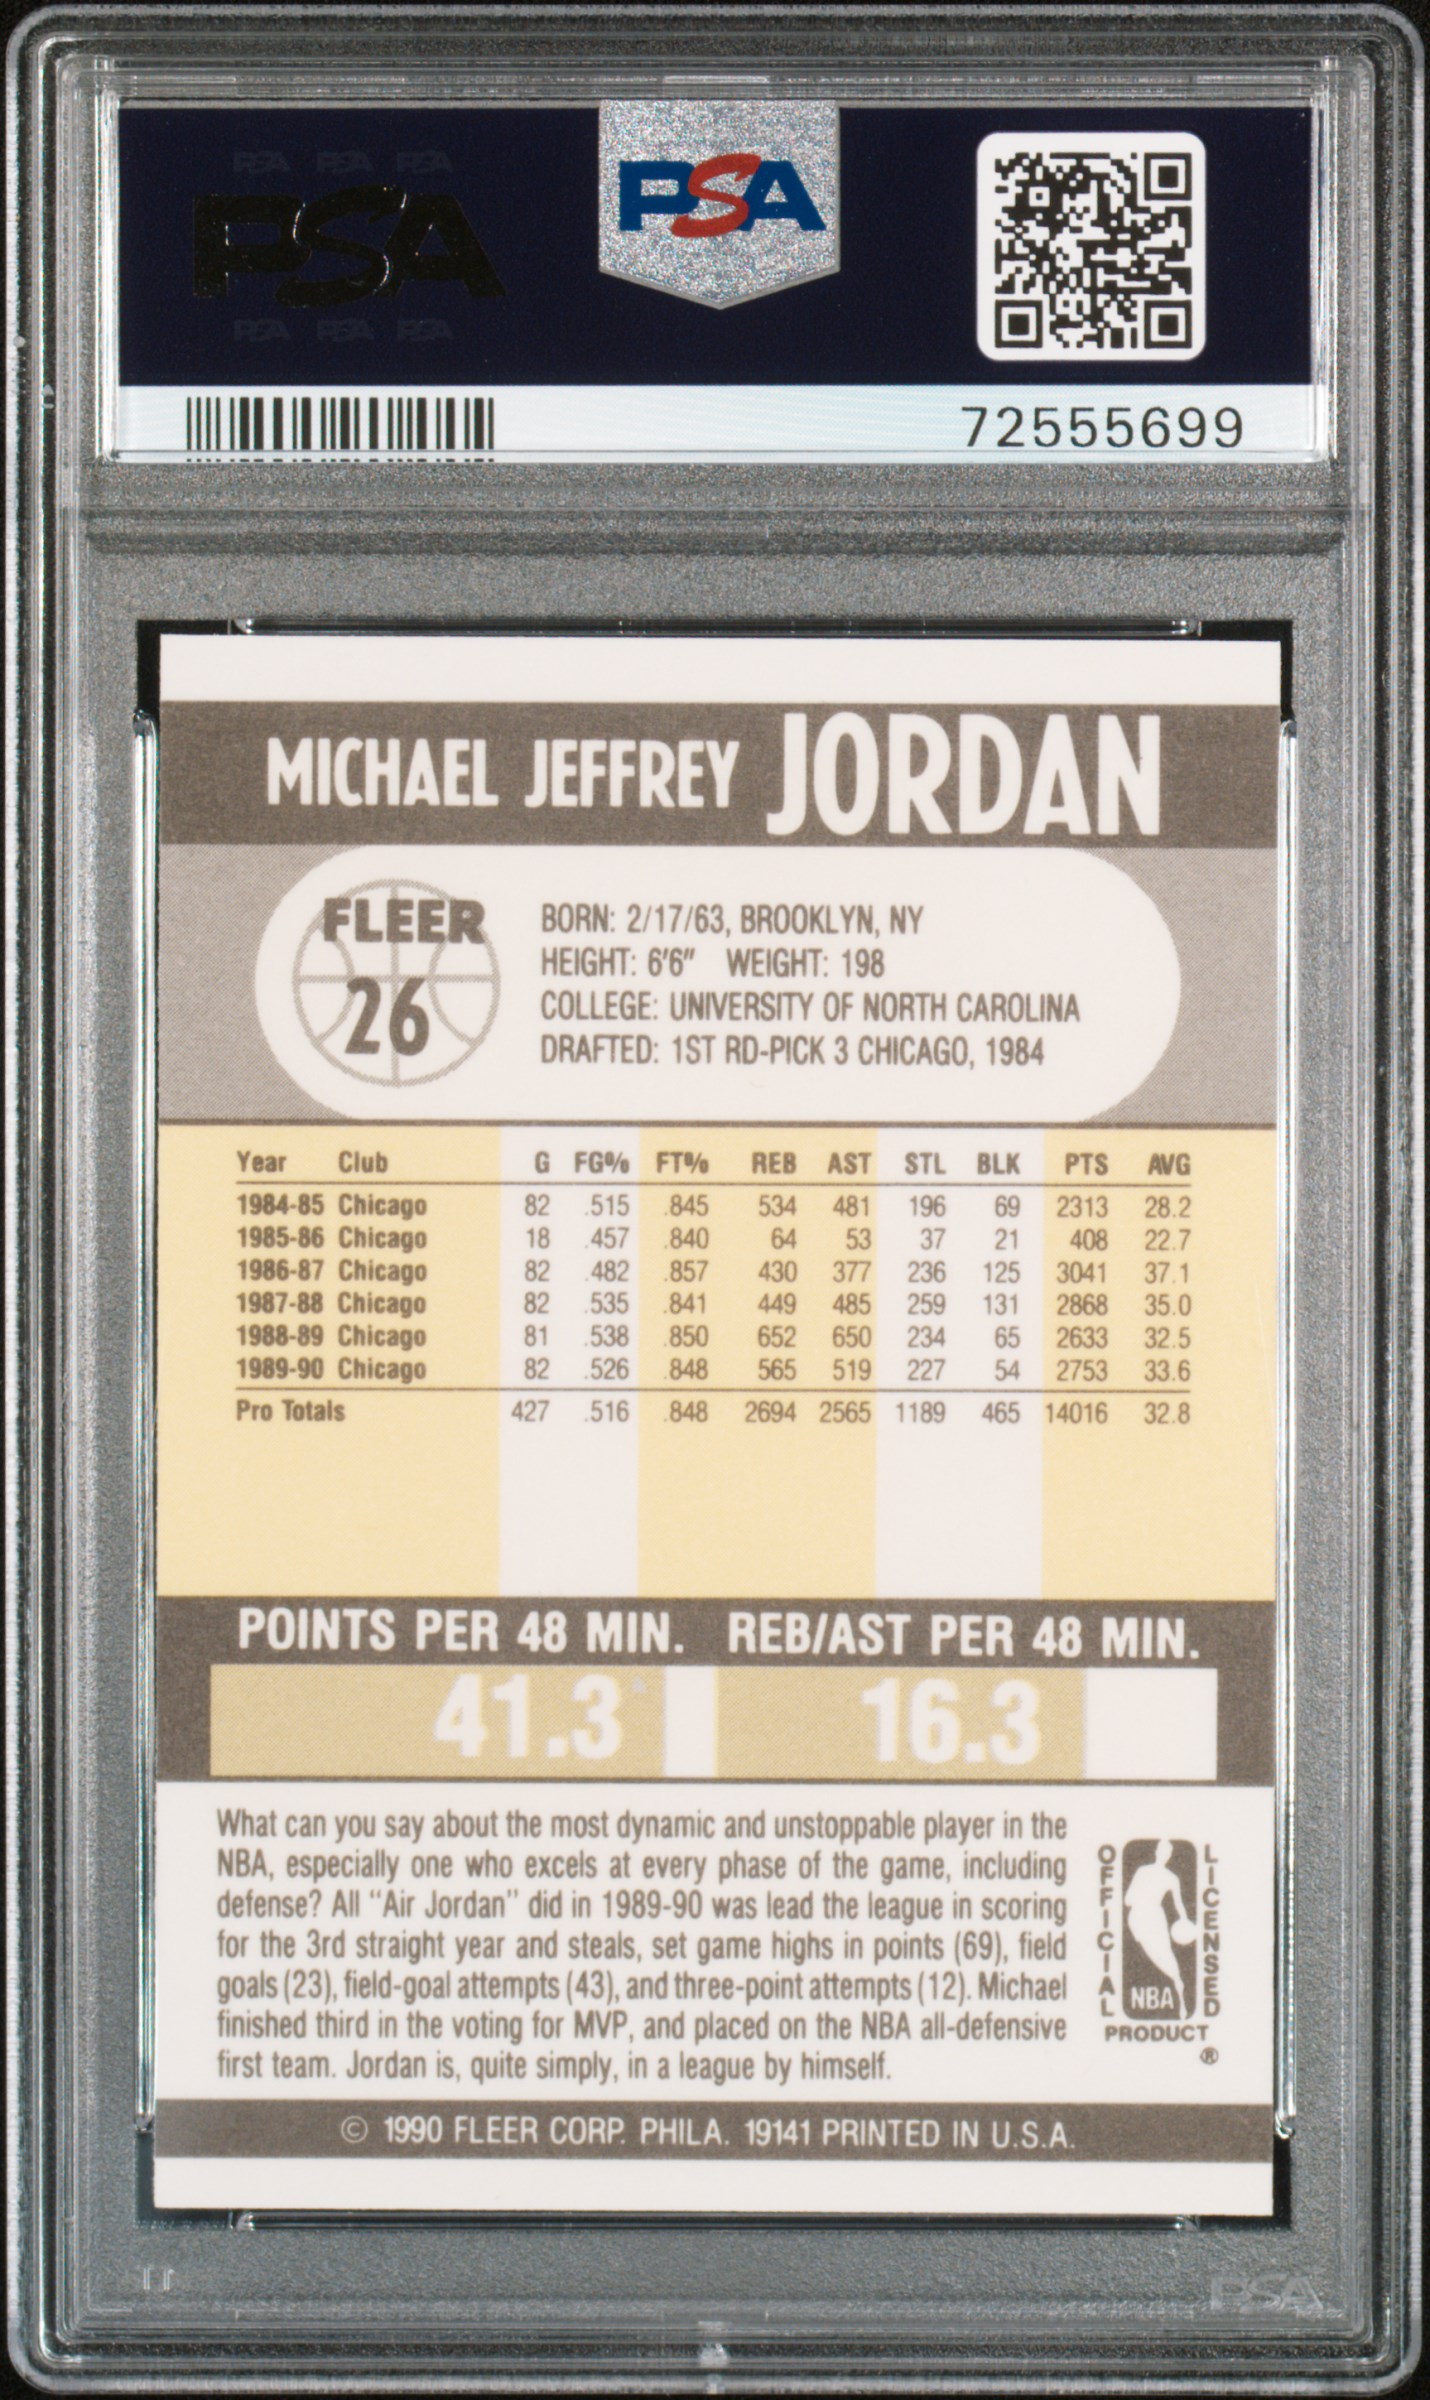 PSA PSA PSA
PSA
PSA PSA PSA
PSA
72555699
MICHAEL JEFFREY JORDAN
FLEER
26
BORN: 2/17/63, BROOKLYN, NY
HEIGHT: 6'6" WEIGHT: 198
COLLEGE: UNIVERSITY OF NORTH CAROLINA
DRAFTED: 1ST RD-PICK 3 CHICAGO, 1984
Year Club G FG% FT% REB AST STL BLK PTS AVG
1984-85 Chicago 82 .515 .845 534 481 196 69 2313 28.2
1985-86 Chicago 18 .457 .840 64 53 37 21 408 22.7
1986-87 Chicago 82 .482 .857 430 377 236 125 3041 37.1
1987-88 Chicago 82 .535 .841 449 485 259 131 2868 35.0
1988-89 Chicago 81 .538 .850 652 650 234 65 2633 32.5
1989-90 Chicago 82 .526 .848 565 519 227 54 2753 33.6
Pro Totals 427 .516 .848 2694 2565 1189 465 14016 32.8
POINTS PER 48 MIN. REB/AST PER 48 MIN.
41.3 16.3
What can you say about the most dynamic and unstoppable player in the
NBA, especially one who excels at every phase of the game, including
defense? All "Air Jordan" did in 1989-90 was lead the league in scoring
for the 3rd straight year and steals, set game highs in points (69), field
goals (23), field-goal attempts (43), and three-point attempts (12). Michael
finished third in the voting for MVP, and placed on the NBA all-defensive
first team. Jordan is, quite simply, in a league by himself.
OFFICIAL
LICENSED
NBA
PRODUCT
®
© 1990 FLEER CORP. PHILA. 19141 PRINTED IN U.S.A.
PSA